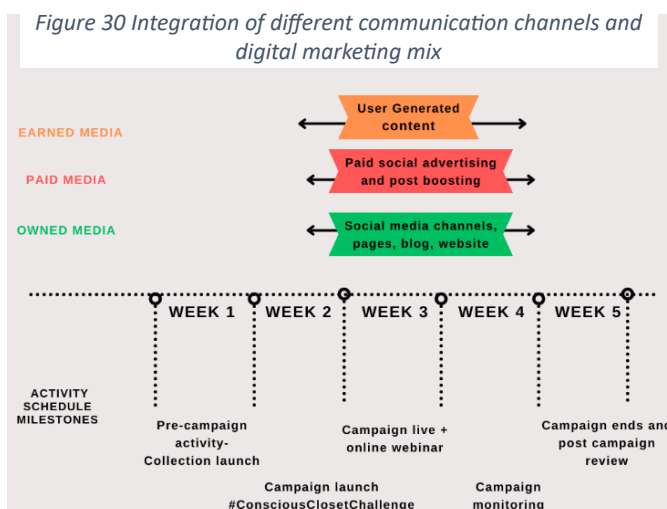 Figure 30 Integration of different communication channels and
digital marketing mix
EARNED MEDIA
User Generated
content
PAID MEDIA
Paid social advertising
and post boosting
OWNED MEDIA
Social media channels,
pages, blog, website
WEEK 1 WEEK 2 WEEK 3 WEEK 4 WEEK 5
ACTIVITY
SCHEDULE
MILESTONES
Pre-campaign
activity-
Collection launch
Campaign launch
#ConsciousClosetChallenge
Campaign live +
online webinar
Campaign
monitoring
Campaign ends and
post campaign
review